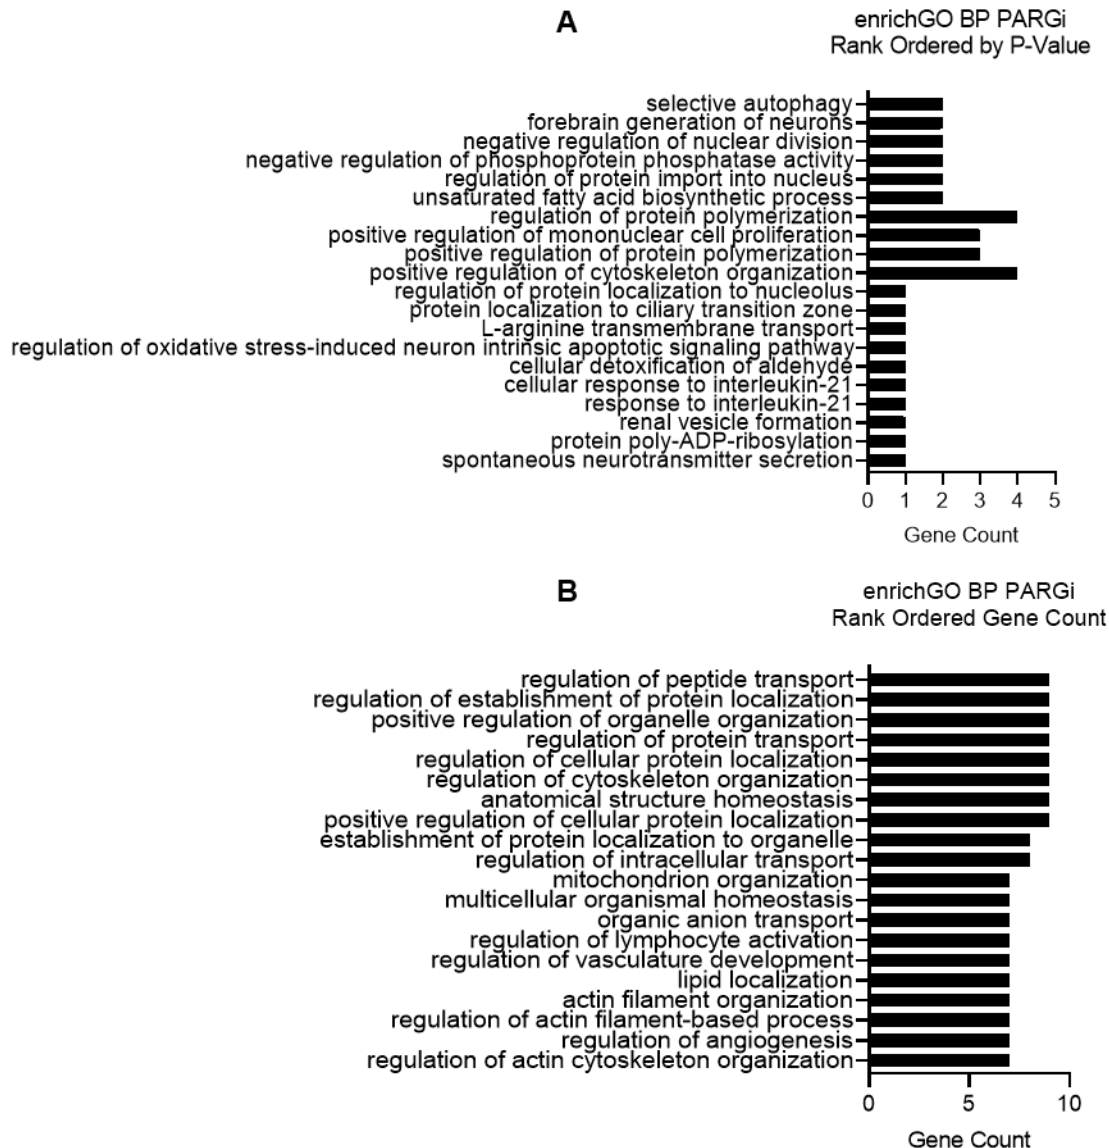 A
enrichGO BP PARGi
Rank Ordered by P-Value
selective autophagy
forebrain generation of neurons
negative regulation of nuclear division
negative regulation of phosphoprotein phosphatase activity
regulation of protein import into nucleus
unsaturated fatty acid biosynthetic process
regulation of protein polymerization
positive regulation of mononuclear cell proliferation
positive regulation of protein polymerization
positive regulation of cytoskeleton organization
regulation of protein localization to nucleolus
protein localization to ciliary transition zone
L-arginine transmembrane transport
regulation of oxidative stress-induced neuron intrinsic apoptotic signaling pathway
cellular detoxification of aldehyde
cellular response to interleukin-21
response to interleukin-21
renal vesicle formation
protein poly-ADP-ribosylation
spontaneous neurotransmitter secretion
0 1 2 3 4 5
Gene Count
B
enrichGO BP PARGi
Rank Ordered Gene Count
regulation of peptide transport
regulation of establishment of protein localization
positive regulation of organelle organization
regulation of protein transport
regulation of cellular protein localization
regulation of cytoskeleton organization
anatomical structure homeostasis
positive regulation of cellular protein localization
establishment of protein localization to organelle
regulation of intracellular transport
mitochondrion organization
multicellular organismal homeostasis
organic anion transport
regulation of lymphocyte activation
regulation of vasculature development
lipid localization
actin filament organization
regulation of actin filament-based process
regulation of angiogenesis
regulation of actin cytoskeleton organization
0 5 10
Gene Count